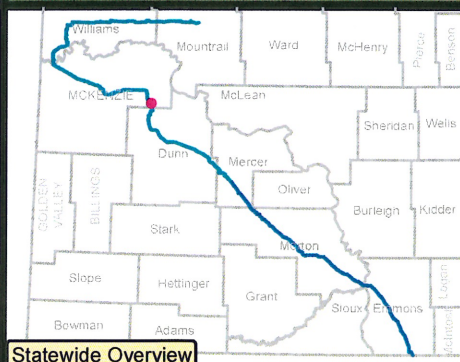 Williams
Mountrail
Ward
McHenry
Pierce
Benson
MCKENZIE
McLean
Sheridan
Wells
Dunn
Mercer
Oliver
GOLDEN VALLEY
BILLINGS
Burleigh
Kidder
Stark
Morton
Slope
Hettinger
Grant
Sioux
Emmons
Logan
Bowman
Adams
McIntosh
Statewide Overview